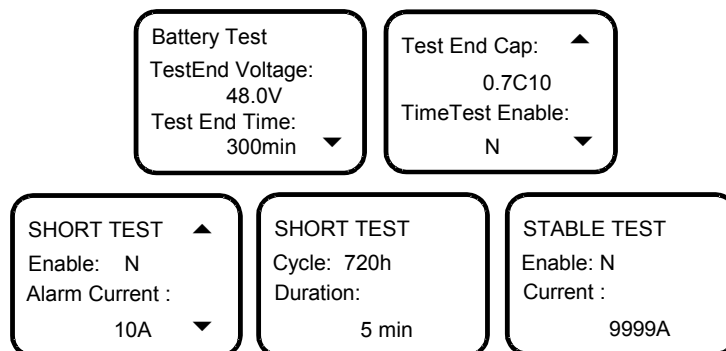 Battery Test
TestEnd Voltage:
48.0V
Test End Time:
300min
Test End Cap:
0.7C10
TimeTest Enable:
N
SHORT TEST
Enable: N
Alarm Current :
10A
SHORT TEST
Cycle: 720h
Duration:
5 min
STABLE TEST
Enable: N
Current :
9999A